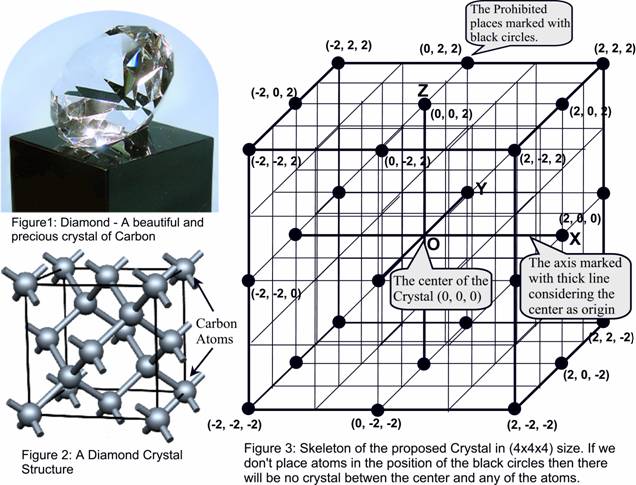 The Prohibited
places marked with
black circles.
(-2, 2, 2)
(0, 2, 2)
(2, 2, 2)
(-2, 0, 2)
Z
(0, 0, 2)
(2, 0, 2)
(-2, -2, 2)
(0, -2, 2)
(2, -2, 2)
Y
(2, 0, 0)
X
O
Figure1: Diamond - A beautiful and
precious crystal of Carbon
(-2, -2, 0)
The center of the
Crystal (0, 0, 0)
The axis marked
with thick line
considering the
center as origin
Carbon
Atoms
(2, 2, -2)
(2, 0, -2)
(-2, -2, -2)
(0, -2, -2)
(2, -2, -2)
Figure 2: A Diamond Crystal
Structure
Figure 3: Skeleton of the proposed Crystal in (4x4x4) size. If we
don't place atoms in the position of the black circles then there
will be no crystal betwen the center and any of the atoms.